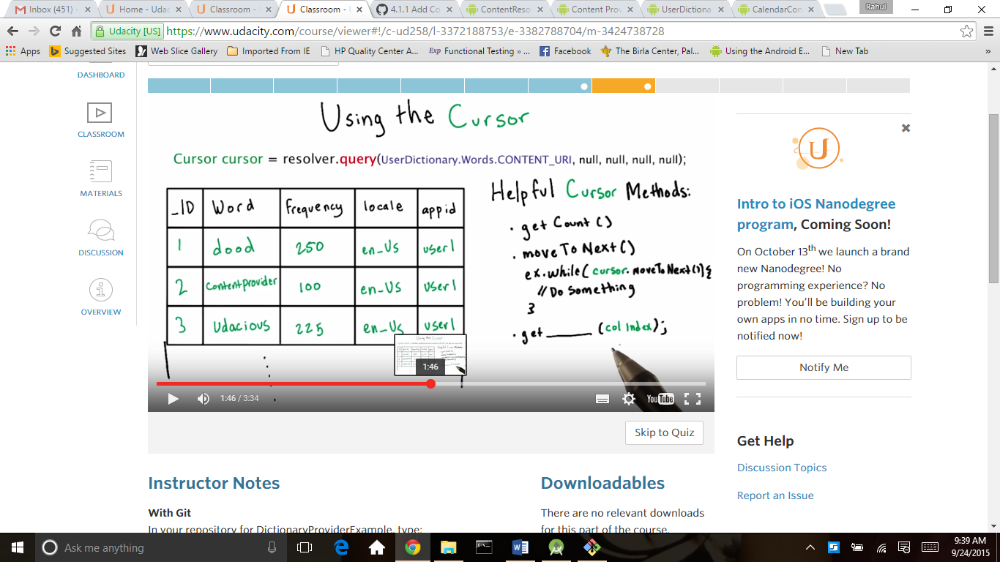 Inbox (451) -
Home - Udac
Classroom -
Classroom -
4.1.1 Add Co
ContentReso
Content Prov
UserDictiona
CalendarCon
Rahul
Udacity [US]
https://www.udacity.com/course/viewer#!/c-ud258/l-3372188753/e-3382788704/m-3424738728
Apps
Suggested Sites
Web Slice Gallery
Imported From IE
HP Quality Center A...
Exp Functional Testing » ...
Facebook
The Birla Center, Pal...
Using the Android E...
New Tab
»
DASHBOARD
CLASSROOM
MATERIALS
DISCUSSION
OVERVIEW
Using the Cursor
Cursor cursor = resolver.query(UserDictionary.Words.CONTENT_URI, null, null, null, null);
_ID Word Frequency locale appid
1 dood 250 en_US user1
2 ContentProvider 100 en_US user1
3 Udacious 225 en_US user1
Helpful Cursor Methods:
· get Count ()
· moveToNext()
ex. while( cursor.moveToNext()){
// Do Something
}
· get ______ (col index);
1:46
1:46 / 3:34
YouTube
Skip to Quiz
Intro to iOS Nanodegree
program, Coming Soon!
On October 13th we launch a brand
new Nanodegree! No
programming experience? No
problem! You'll be building your
own apps in no time. Sign up to be
notified now!
Notify Me
Get Help
Discussion Topics
Report an Issue
Instructor Notes
With Git
In your repository for DictionaryProviderExample, type:
Downloadables
There are no relevant downloads
for this part of the course.
Ask me anything
9:39 AM
9/24/2015